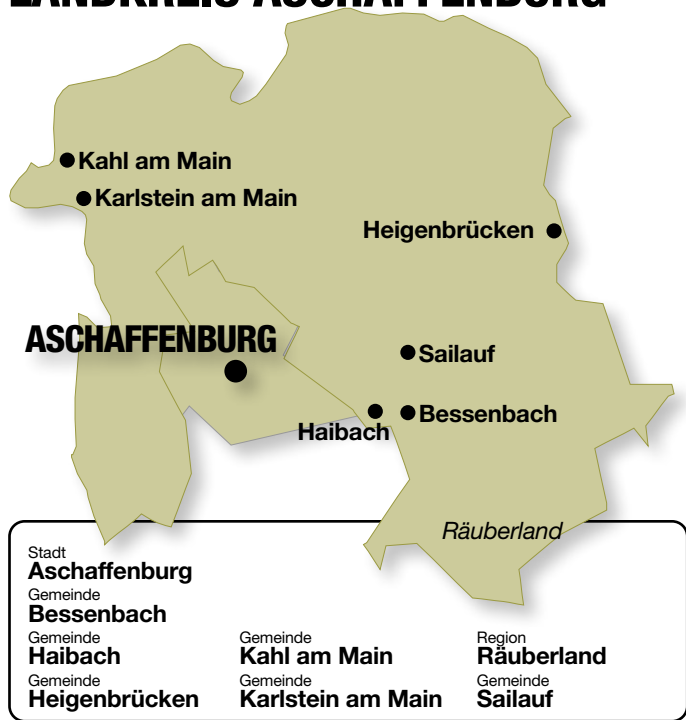 LANDKREIS ASCHAFFENBURG
Kahl am Main
Karlstein am Main
Heigenbrücken
ASCHAFFENBURG
Sailauf
Bessenbach
Haibach
Räuberland
Stadt
Aschaffenburg
Gemeinde
Bessenbach
Gemeinde
Haibach
Gemeinde
Heigenbrücken
Gemeinde
Kahl am Main
Gemeinde
Karlstein am Main
Region
Räuberland
Gemeinde
Sailauf